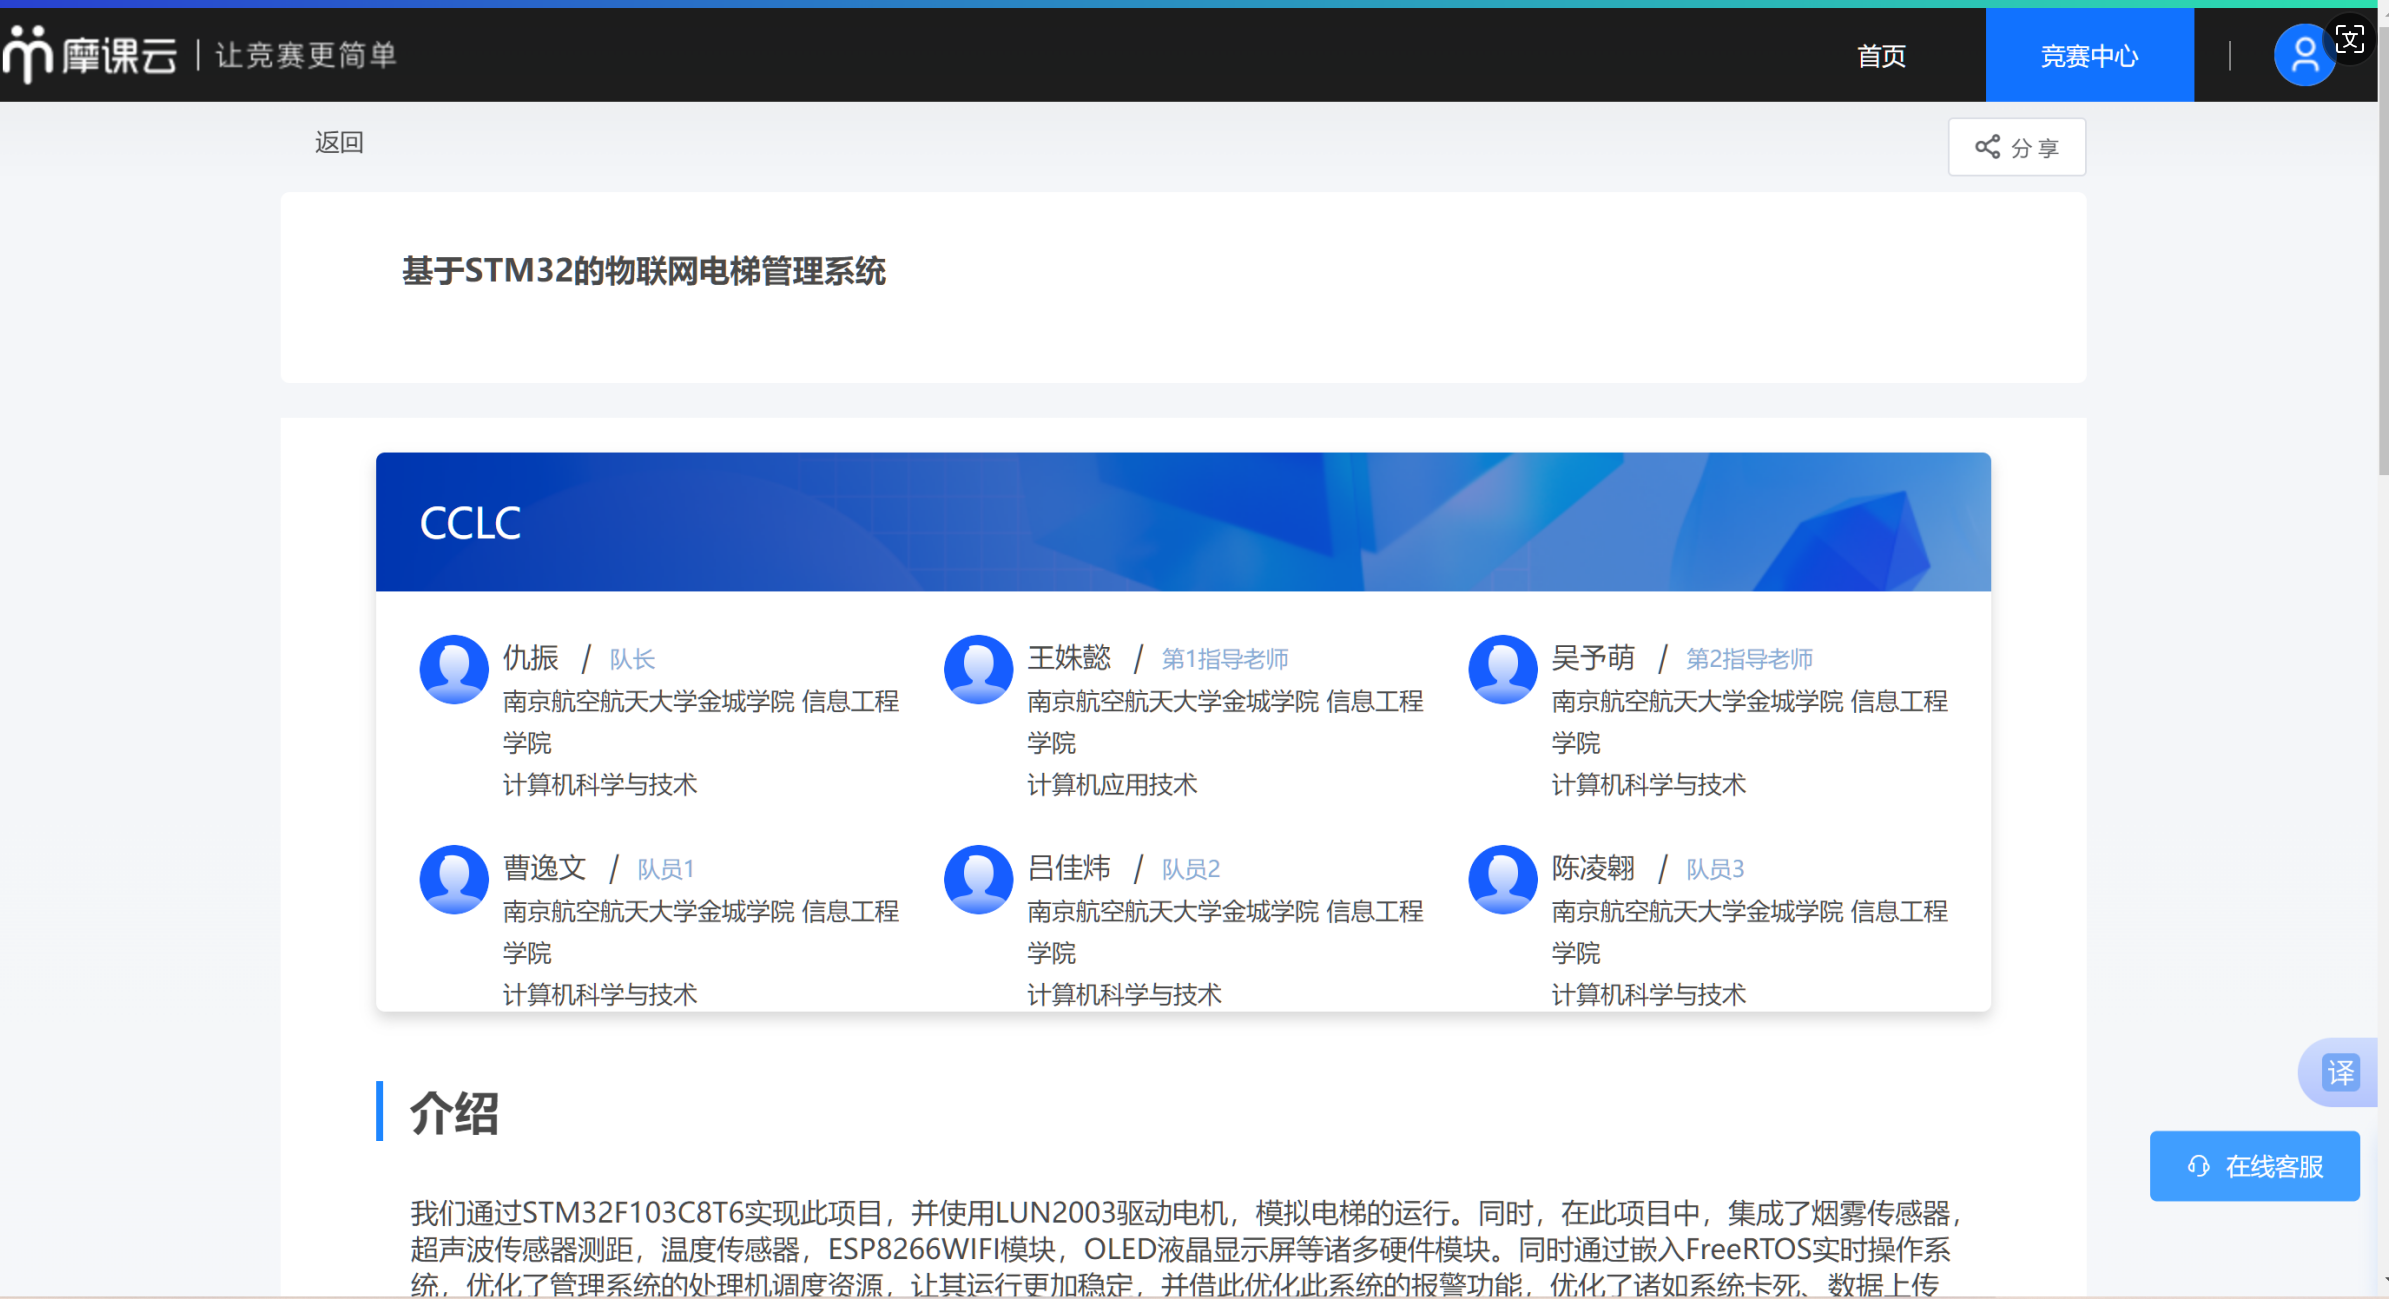 摩课云 | 让竞赛更简单
首页
竞赛中心
文
返回
分享
基于STM32的物联网电梯管理系统
CCLC
仇振 / 队长
南京航空航天大学金城学院 信息工程
学院
计算机科学与技术
王姝懿 / 第1指导老师
南京航空航天大学金城学院 信息工程
学院
计算机应用技术
吴予萌 / 第2指导老师
南京航空航天大学金城学院 信息工程
学院
计算机科学与技术
曹逸文 / 队员1
南京航空航天大学金城学院 信息工程
学院
计算机科学与技术
吕佳炜 / 队员2
南京航空航天大学金城学院 信息工程
学院
计算机科学与技术
陈凌翱 / 队员3
南京航空航天大学金城学院 信息工程
学院
计算机科学与技术
介绍
译
在线客服
我们通过STM32F103C8T6实现此项目，并使用LUN2003驱动电机，模拟电梯的运行。同时，在此项目中，集成了烟雾传感器，
超声波传感器测距，温度传感器，ESP8266WIFI模块，OLED液晶显示屏等诸多硬件模块。同时通过嵌入FreeRTOS实时操作系
统，优化了管理系统的处理机调度资源，让其运行更加稳定，并借此优化此系统的报警功能，优化了诸如系统卡死、数据上传